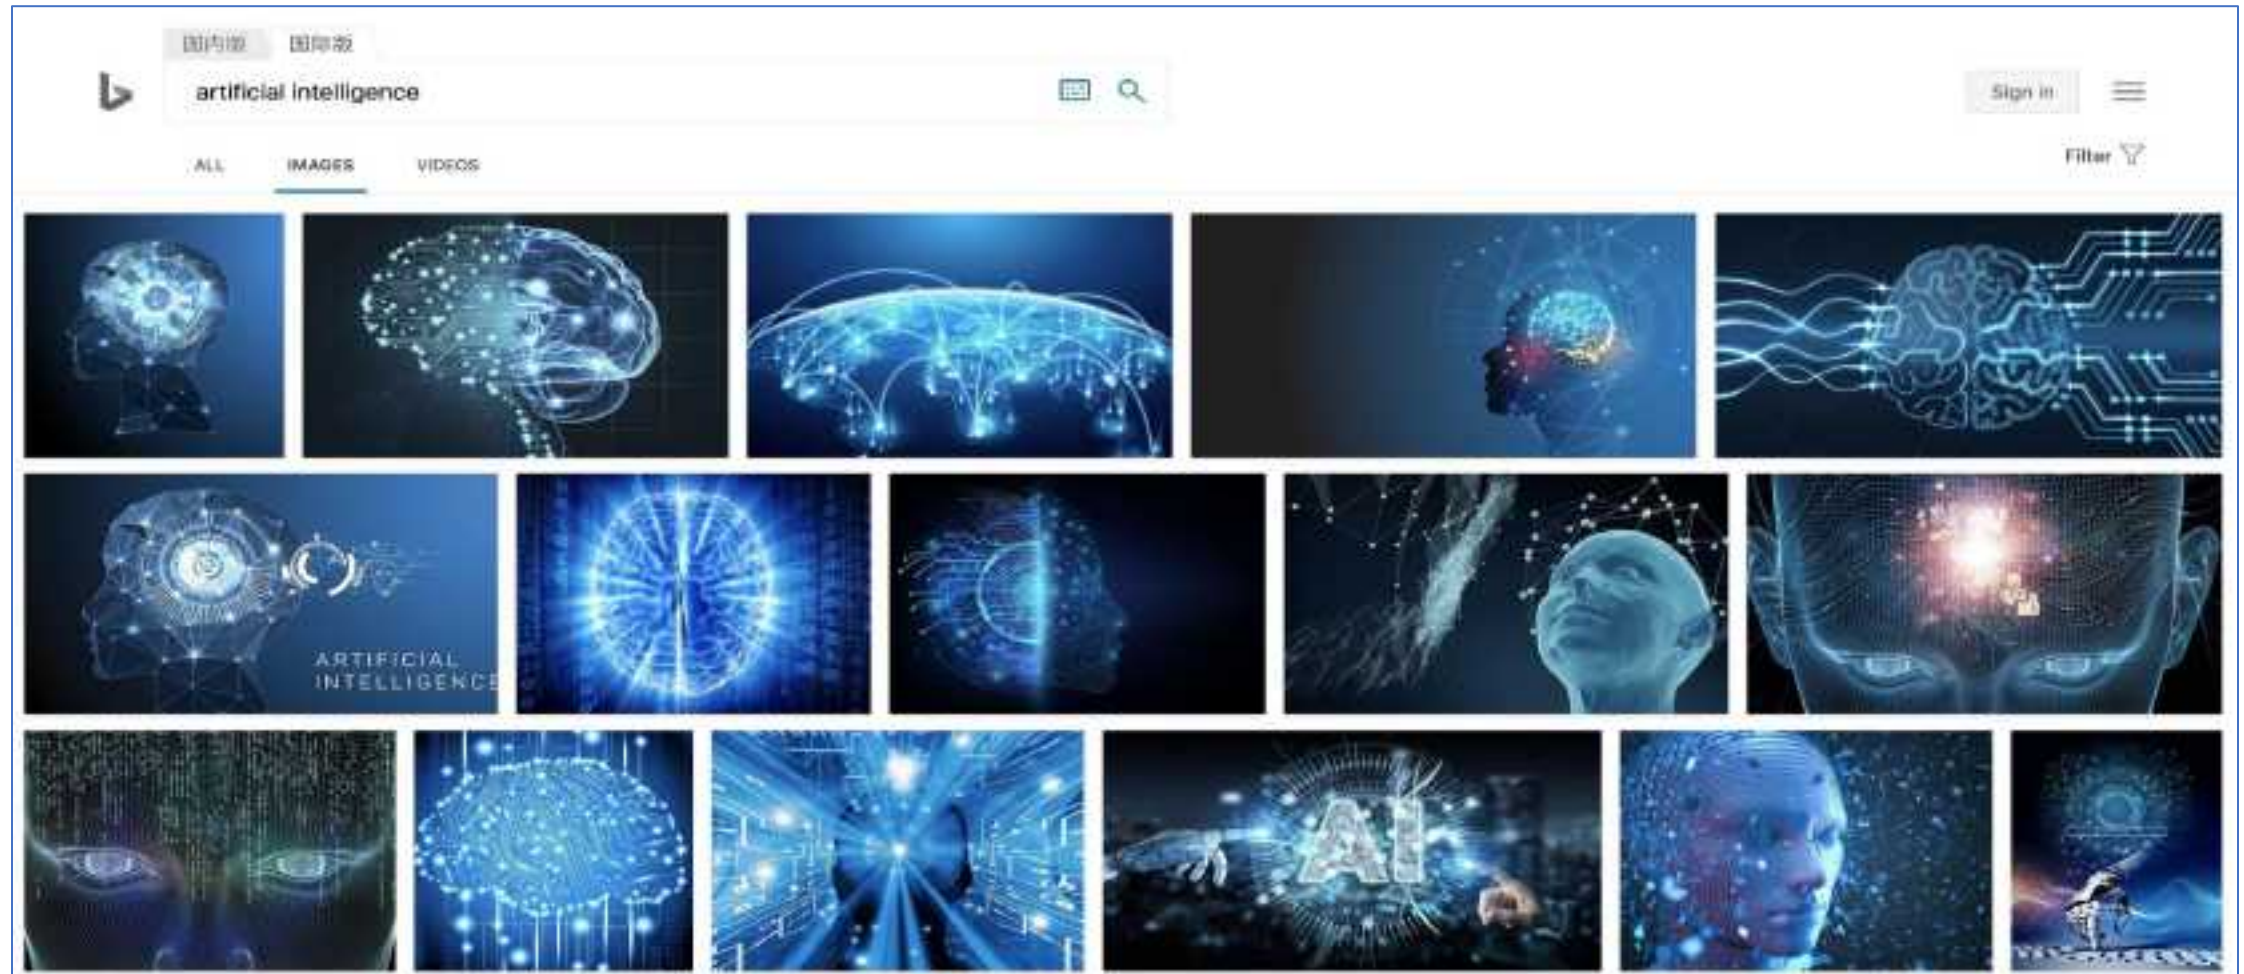 国内版 国际版
artificial intelligence
Sign in
ALL IMAGES VIDEOS
Filter
ARTIFICIAL
INTELLIGENCE
AI